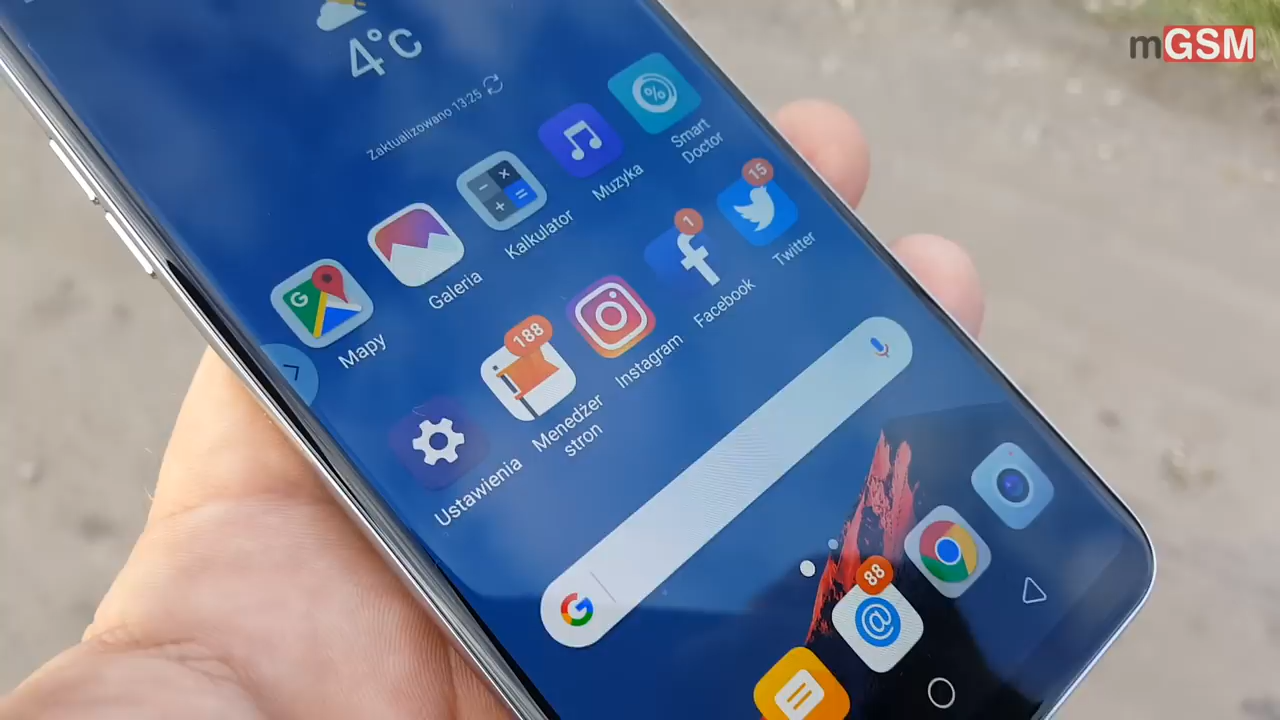 mGSM
4°C
Zaktualizowano 13:25
%
Smart
Doctor
Muzyka
Kalkulator
Galeria
G
Mapy
15
Twitter
1
Facebook
Instagram
188
Menedżer
stron
Ustawienia
G
88
@